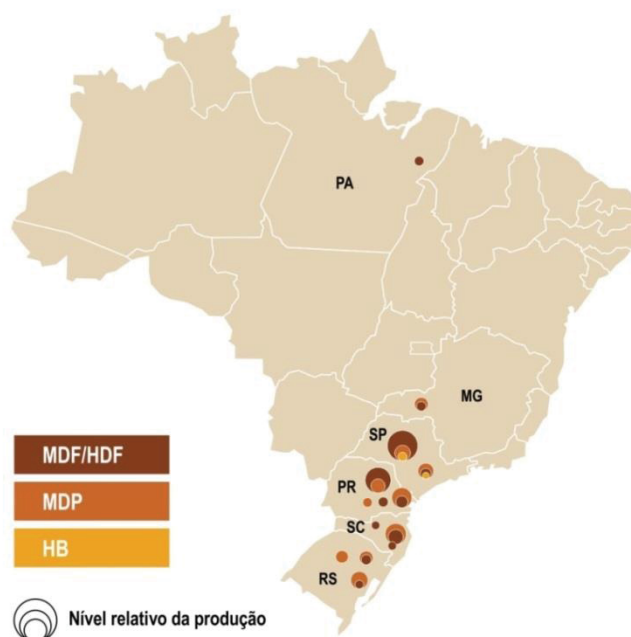 PA
MG
SP
PR
SC
RS
MDF/HDF
MDP
HB
Nível relativo da produção